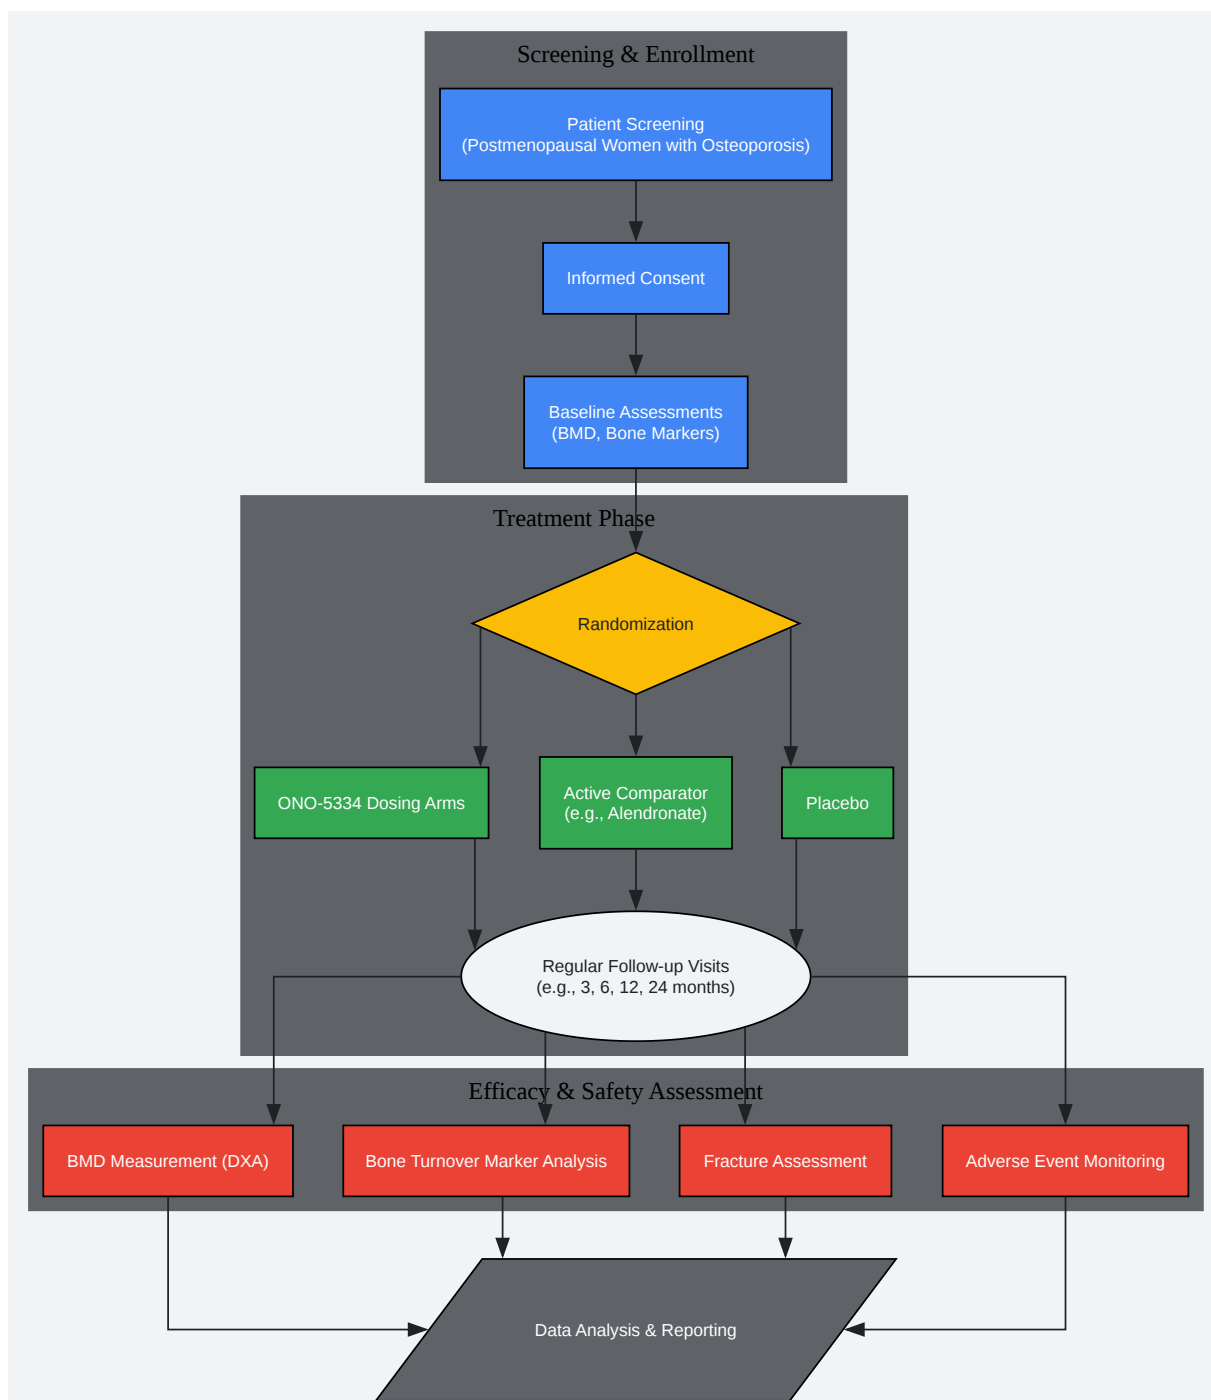 Screening & Enrollment
Patient Screening
(Postmenopausal Women with Osteoporosis)
Informed Consent
Baseline Assessments
(BMD, Bone Markers)
Treatment Phase
Randomization
ONO-5334 Dosing Arms
Active Comparator
(e.g., Alendronate)
Placebo
Regular Follow-up Visits
(e.g., 3, 6, 12, 24 months)
Efficacy & Safety Assessment
BMD Measurement (DXA)
Bone Turnover Marker Analysis
Fracture Assessment
Adverse Event Monitoring
Data Analysis & Reporting